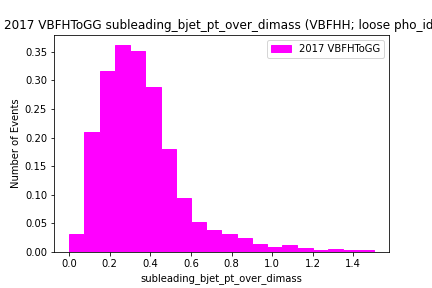 2017 VBFHToGG subleading_bjet_pt_over_dimass (VBFHH; loose pho_id
2017 VBFHToGG
Number of Events
0.35
0.30
0.25
0.20
0.15
0.10
0.05
0.00
0.0 0.2 0.4 0.6 0.8 1.0 1.2 1.4
subleading_bjet_pt_over_dimass